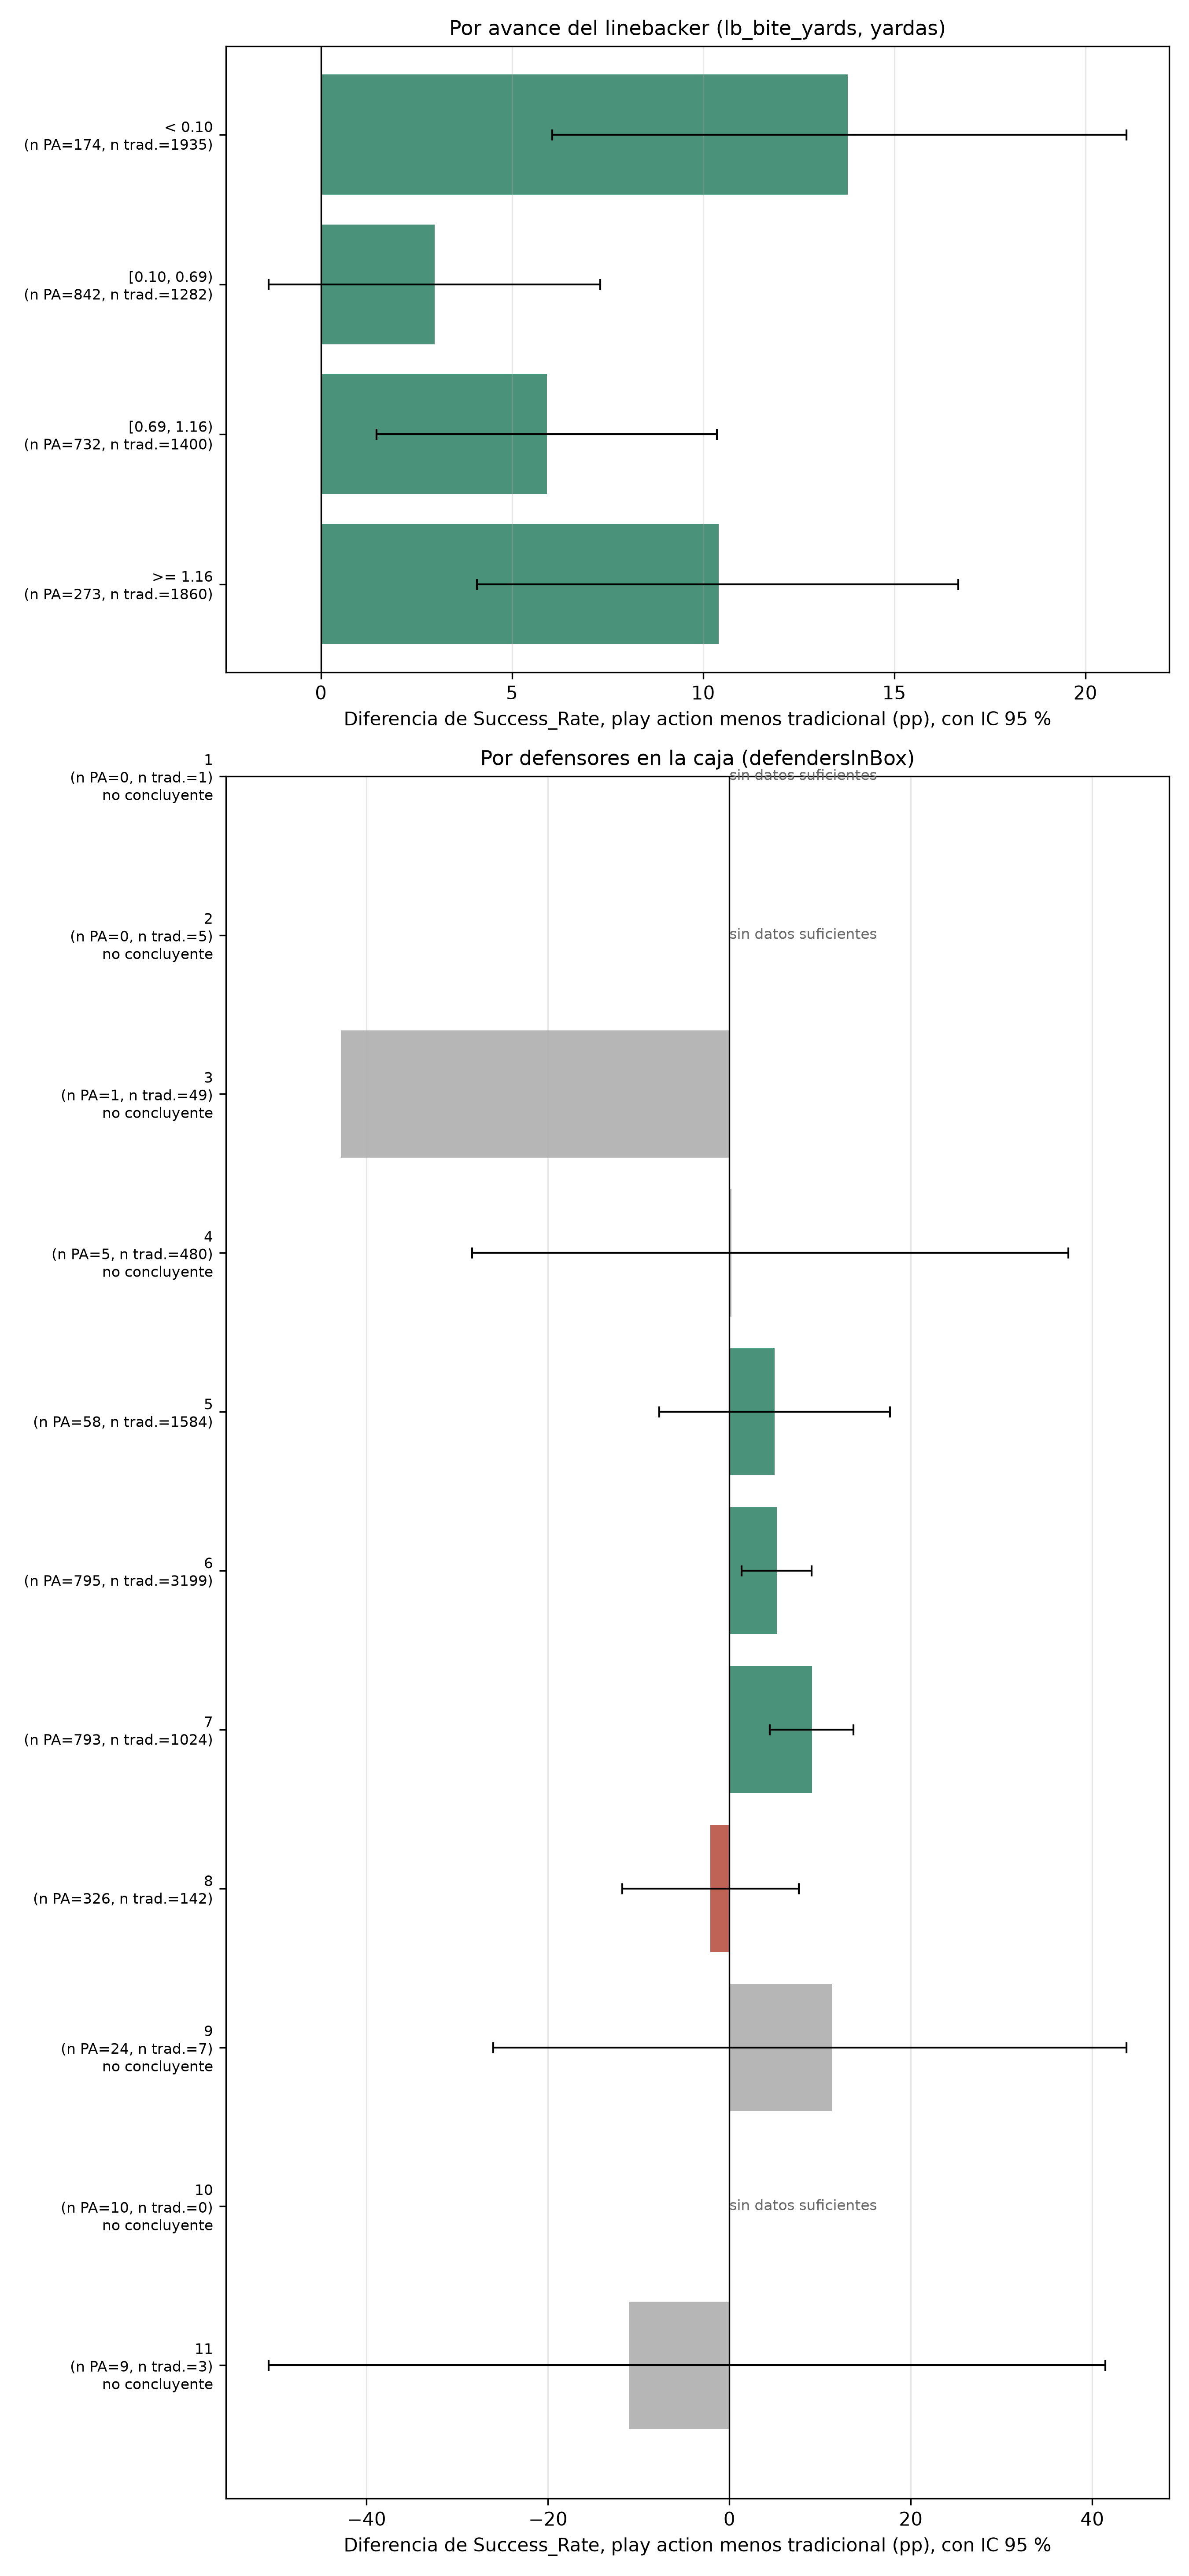 Por avance del linebacker (lb_bite_yards, yardas)
< 0.10
(n PA=174, n trad.=1935)
[0.10, 0.69)
(n PA=842, n trad.=1282)
[0.69, 1.16)
(n PA=732, n trad.=1400)
>= 1.16
(n PA=273, n trad.=1860)
0 5 10 15 20
Diferencia de Success_Rate, play action menos tradicional (pp), con IC 95 %
Por defensores en la caja (defendersInBox)
1
(n PA=0, n trad.=1)
no concluyente
sin datos suficientes
2
(n PA=0, n trad.=5)
no concluyente
sin datos suficientes
3
(n PA=1, n trad.=49)
no concluyente
4
(n PA=5, n trad.=480)
no concluyente
5
(n PA=58, n trad.=1584)
6
(n PA=795, n trad.=3199)
7
(n PA=793, n trad.=1024)
8
(n PA=326, n trad.=142)
9
(n PA=24, n trad.=7)
no concluyente
10
(n PA=10, n trad.=0)
no concluyente
sin datos suficientes
11
(n PA=9, n trad.=3)
no concluyente
−40 −20 0 20 40
Diferencia de Success_Rate, play action menos tradicional (pp), con IC 95 %